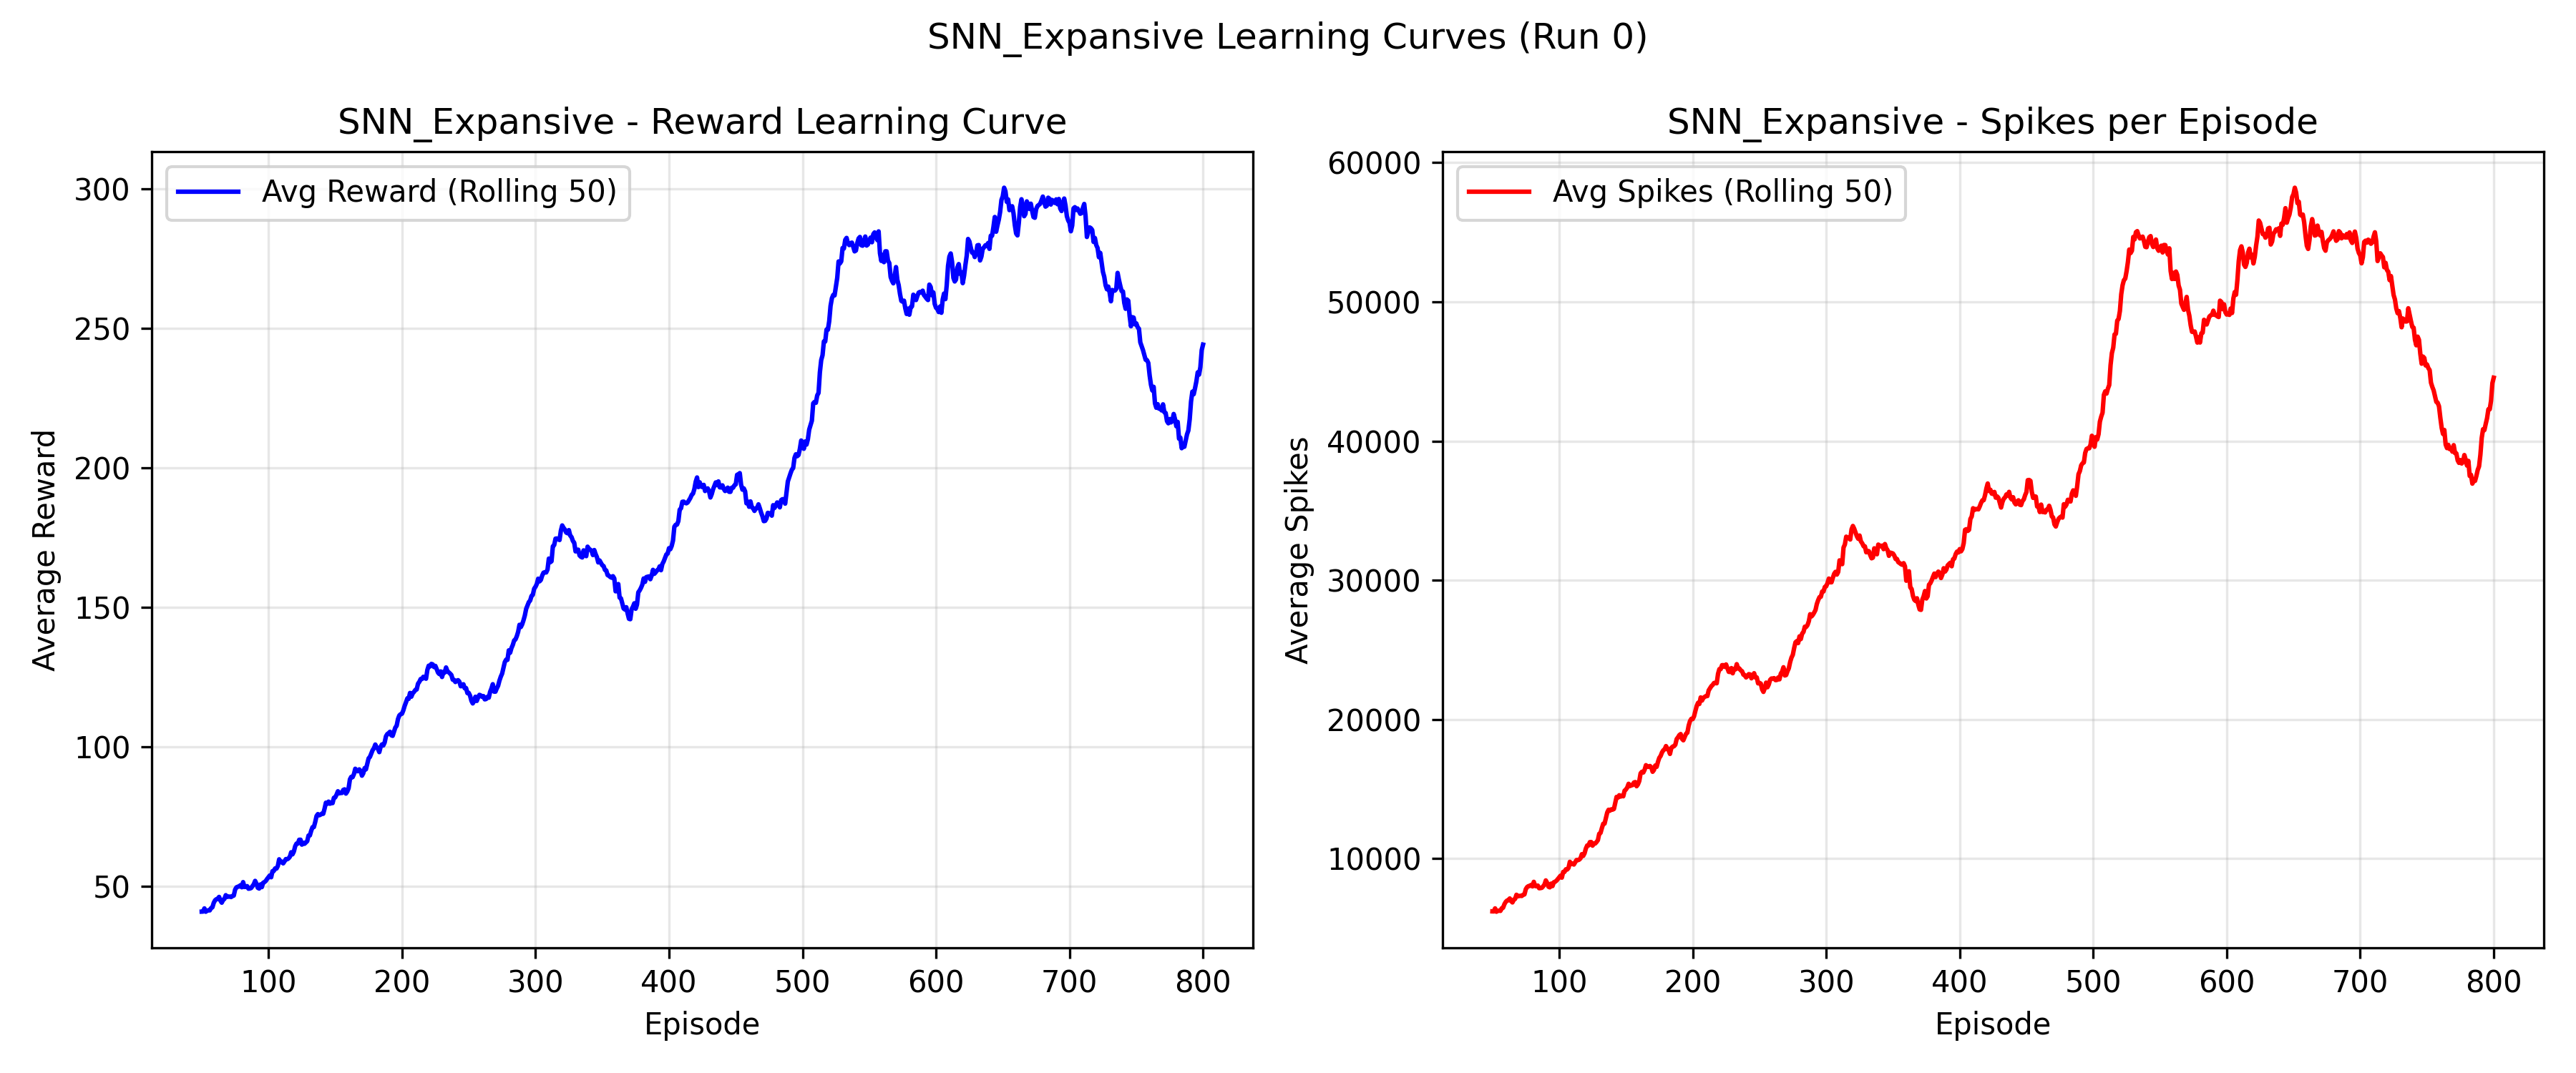 SNN_Expansive Learning Curves (Run 0)
SNN_Expansive - Reward Learning Curve
Avg Reward (Rolling 50)
Average Reward
300
250
200
150
100
50
100 200 300 400 500 600 700 800
Episode
SNN_Expansive - Spikes per Episode
Avg Spikes (Rolling 50)
Average Spikes
60000
50000
40000
30000
20000
10000
100 200 300 400 500 600 700 800
Episode